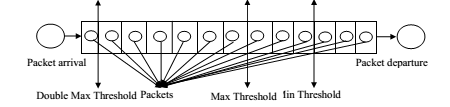 Packet arrival
Packet departure
Double Max Threshold
Packets
Max Threshold
Iin Threshold